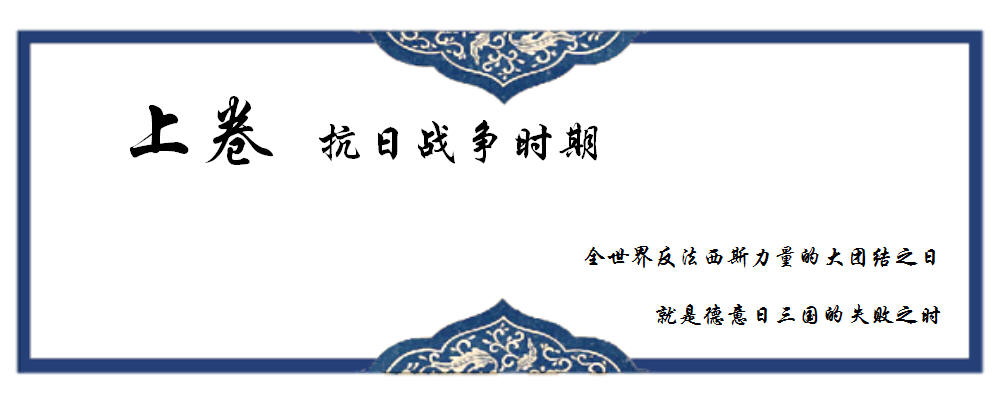 上卷 抗日战争时期
全世界反法西斯力量的大团结之日
就是德意日三国的失败之时